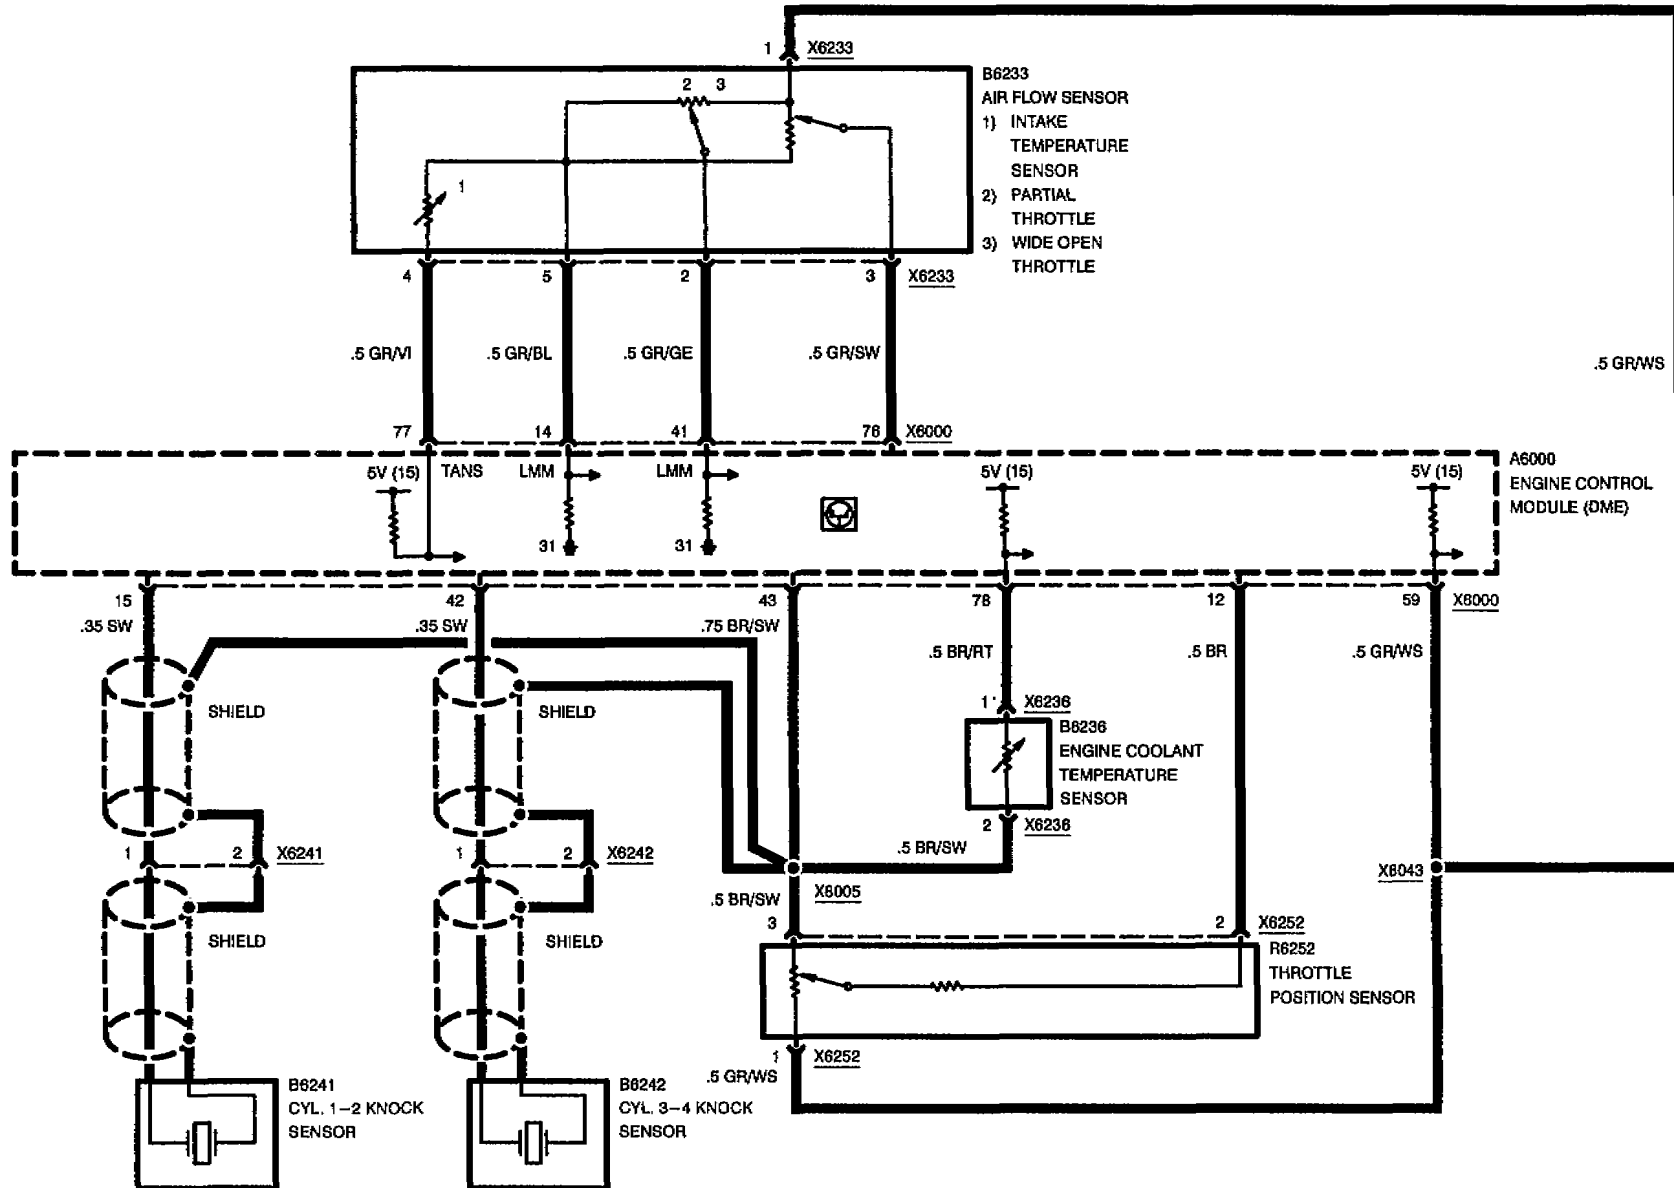 1 X6233
B6233
AIR FLOW SENSOR
1) INTAKE
TEMPERATURE
SENSOR
2) PARTIAL
THROTTLE
3) WIDE OPEN
THROTTLE
2 3
1
4 5 2 3 X6233
.5 GR/VI .5 GR/BL .5 GR/GE .5 GR/SW
.5 GR/WS
77 14 41 76 X6000
5V (15) TANS LMM LMM 5V (15) 5V (15)
31 31
A6000
ENGINE CONTROL
MODULE (DME)
15 42 43 78 12 59 X6000
.35 SW .35 SW .75 BR/SW
.5 BR/RT .5 BR .5 GR/WS
SHIELD SHIELD
1 X6236
B6236
ENGINE COOLANT
TEMPERATURE
SENSOR
2 X6236
.5 BR/SW
1 2 X6241
1 2 X6242
X6005
X6043
.5 BR/SW
3 2 X6252
SHIELD SHIELD
R6252
THROTTLE
POSITION SENSOR
1 X6252
.5 GR/WS
B6241
CYL. 1–2 KNOCK
SENSOR
B6242
CYL. 3–4 KNOCK
SENSOR